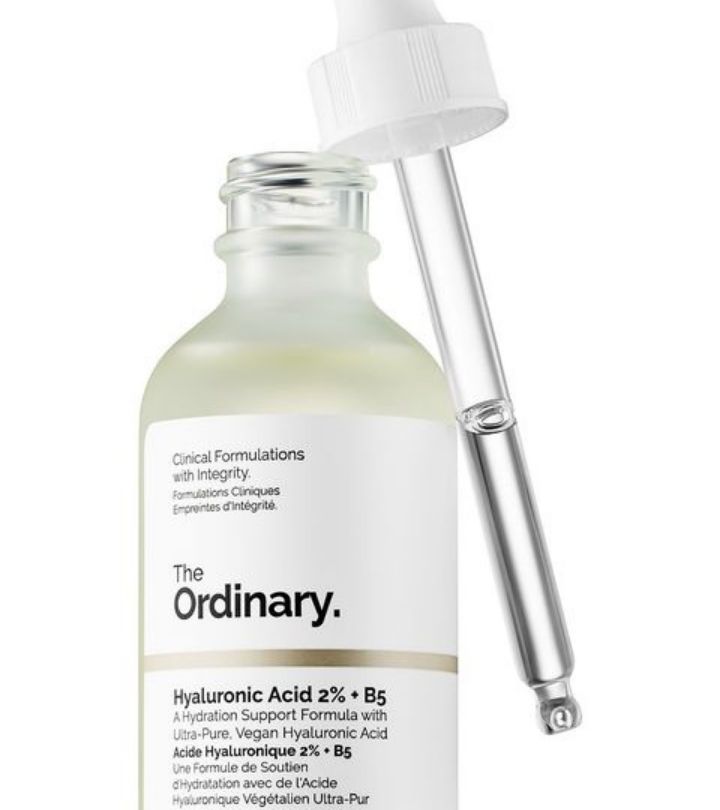 Clinical Formulations
with Integrity.
Formulations Cliniques
Empreintes d'Intégrité.
The
Ordinary.
Hyaluronic Acid 2% + B5
A Hydration Support Formula with
Ultra-Pure, Vegan Hyaluronic Acid
Acide Hyaluronique 2% + B5
Une Formule de Soutien
d'Hydratation avec de l'Acide
Hyaluronique Végétalien Ultra-Pur